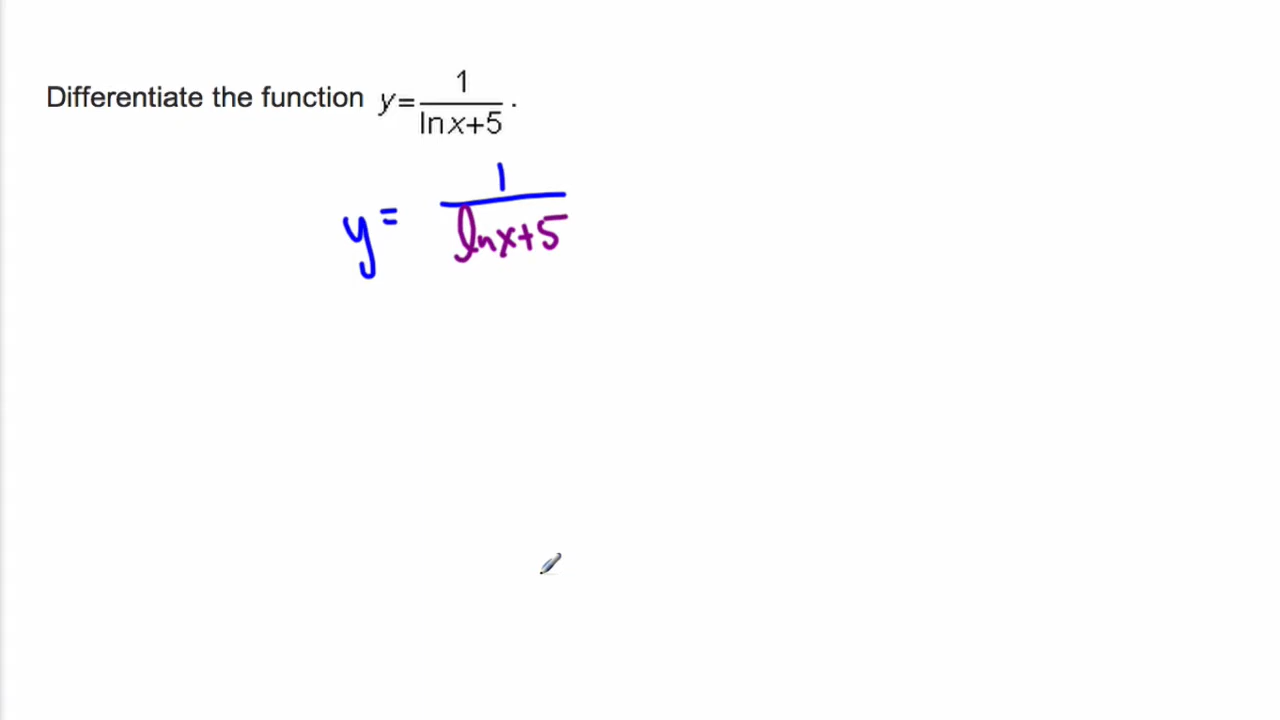 Differentiate the function y=1/(ln x+5).
y= 1/(ln x+5)